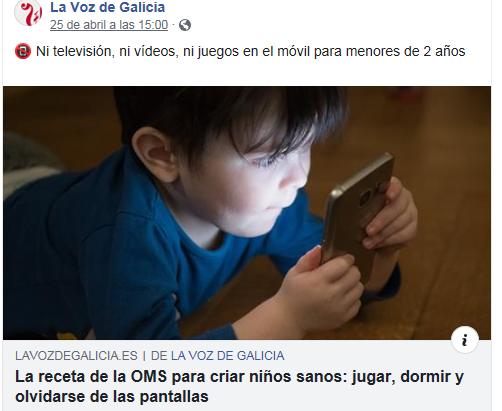 La Voz de Galicia
25 de abril a las 15:00 ·
Ni televisión, ni vídeos, ni juegos en el móvil para menores de 2 años
i
LAVOZDEGALICIA.ES | DE LA VOZ DE GALICIA
La receta de la OMS para criar niños sanos: jugar, dormir y
olvidarse de las pantallas